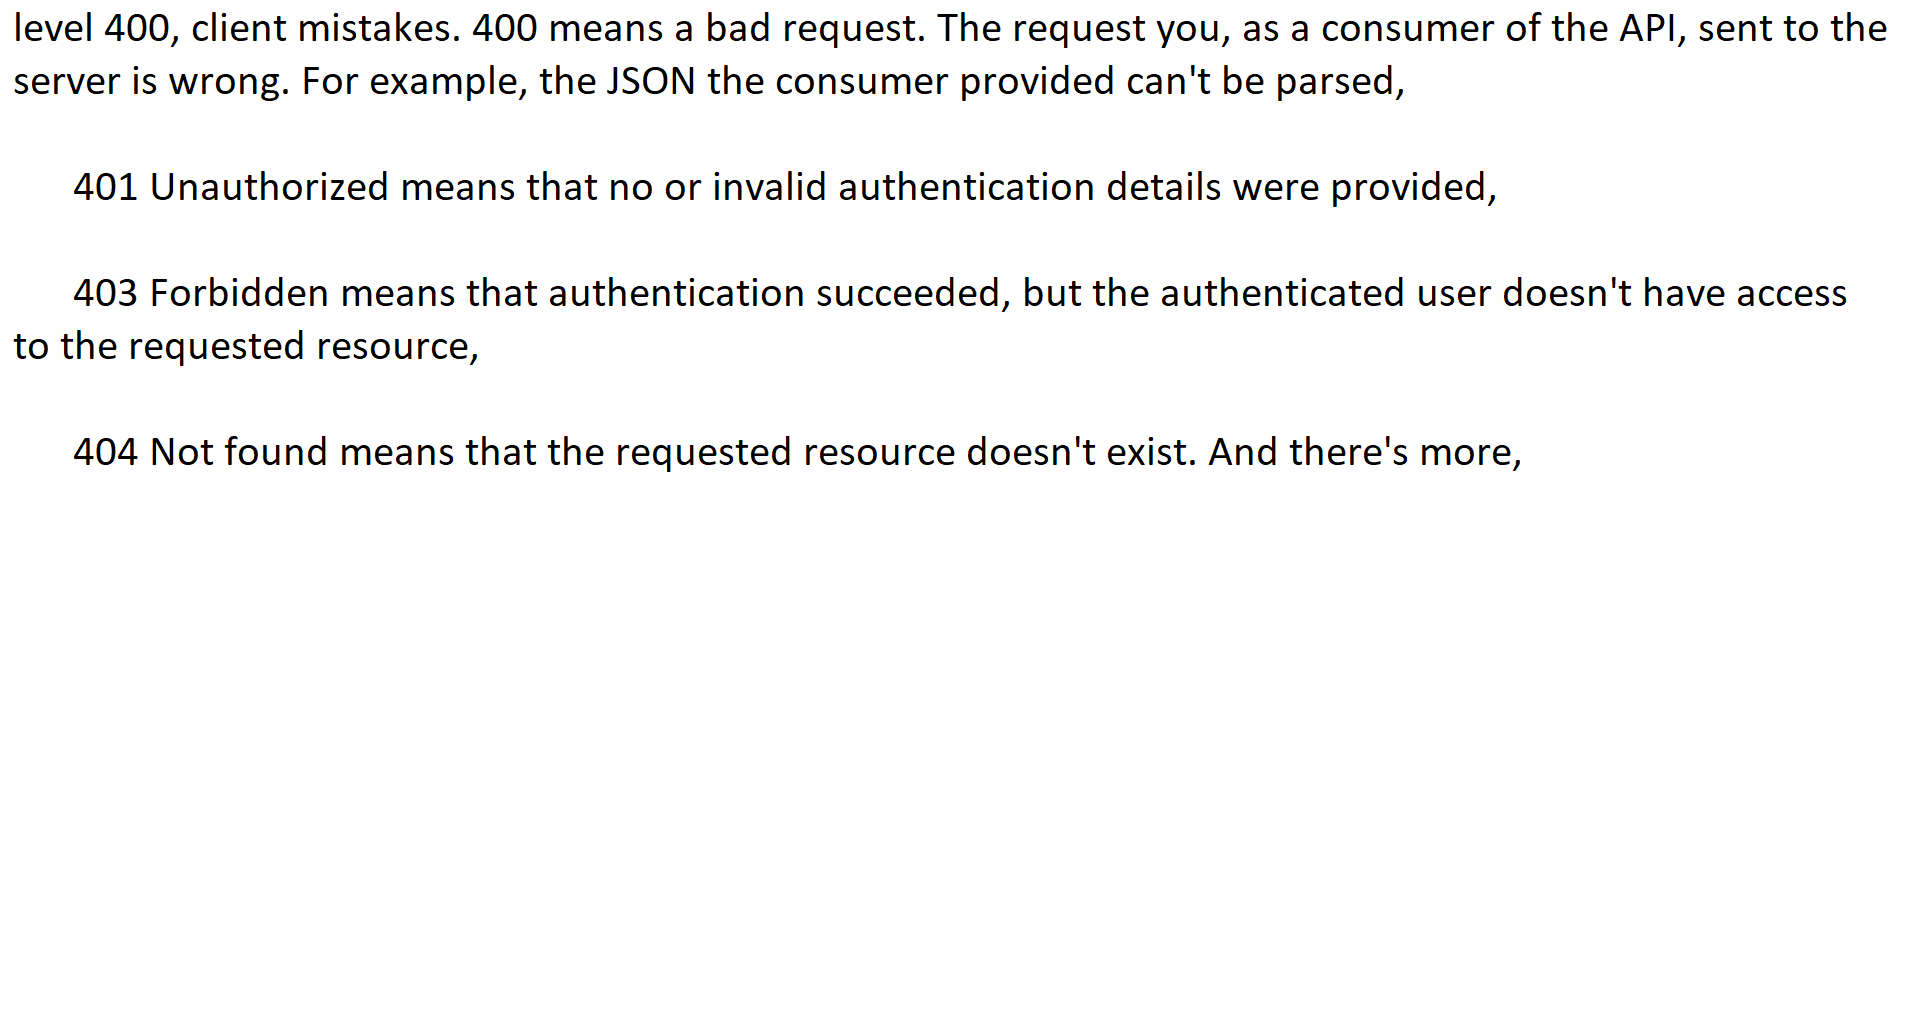 level 400, client mistakes. 400 means a bad request. The request you, as a consumer of the API, sent to the
server is wrong. For example, the JSON the consumer provided can't be parsed,
401 Unauthorized means that no or invalid authentication details were provided,
403 Forbidden means that authentication succeeded, but the authenticated user doesn't have access
to the requested resource,
404 Not found means that the requested resource doesn't exist. And there's more,